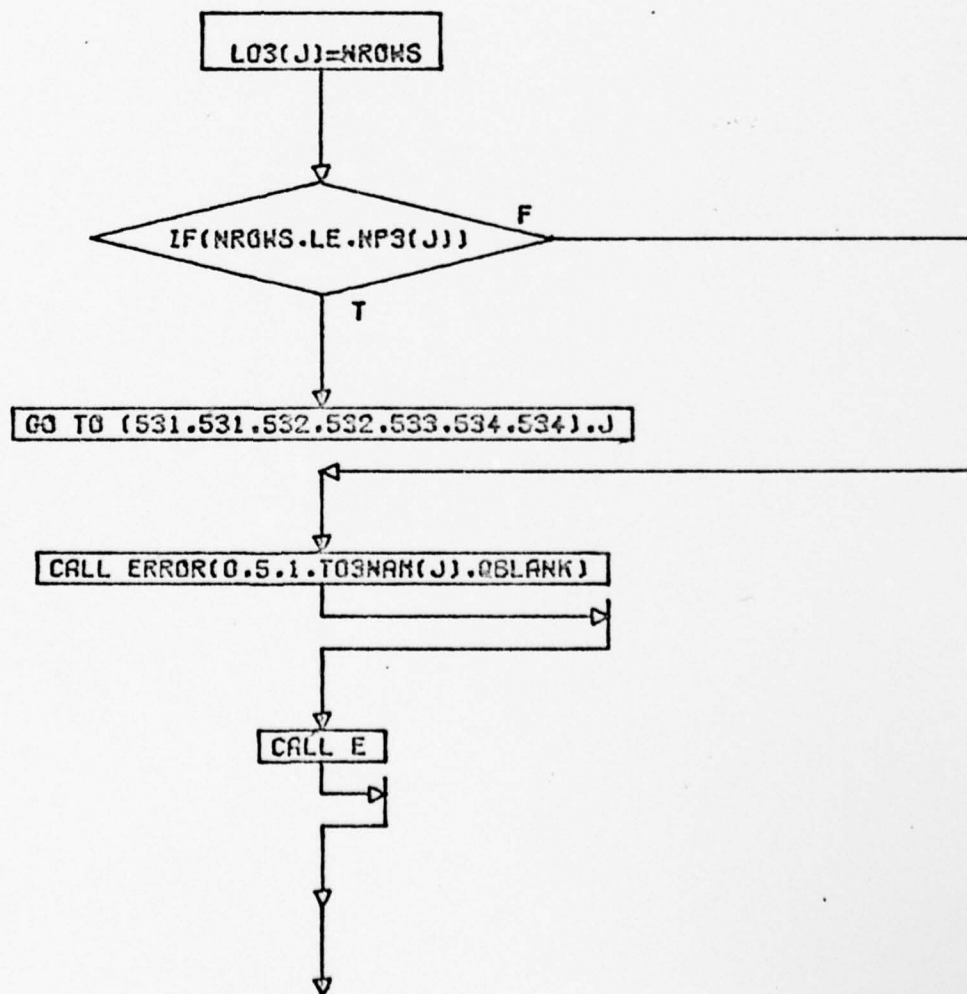 LO3(J)=NROWS
IF(NROWS.LE.NP3(J))
F
T
GO TO (531.531.532.532.533.534.534).J
CALL ERROR(0.5.1.TO3NAM(J).QBLANK)
CALL E